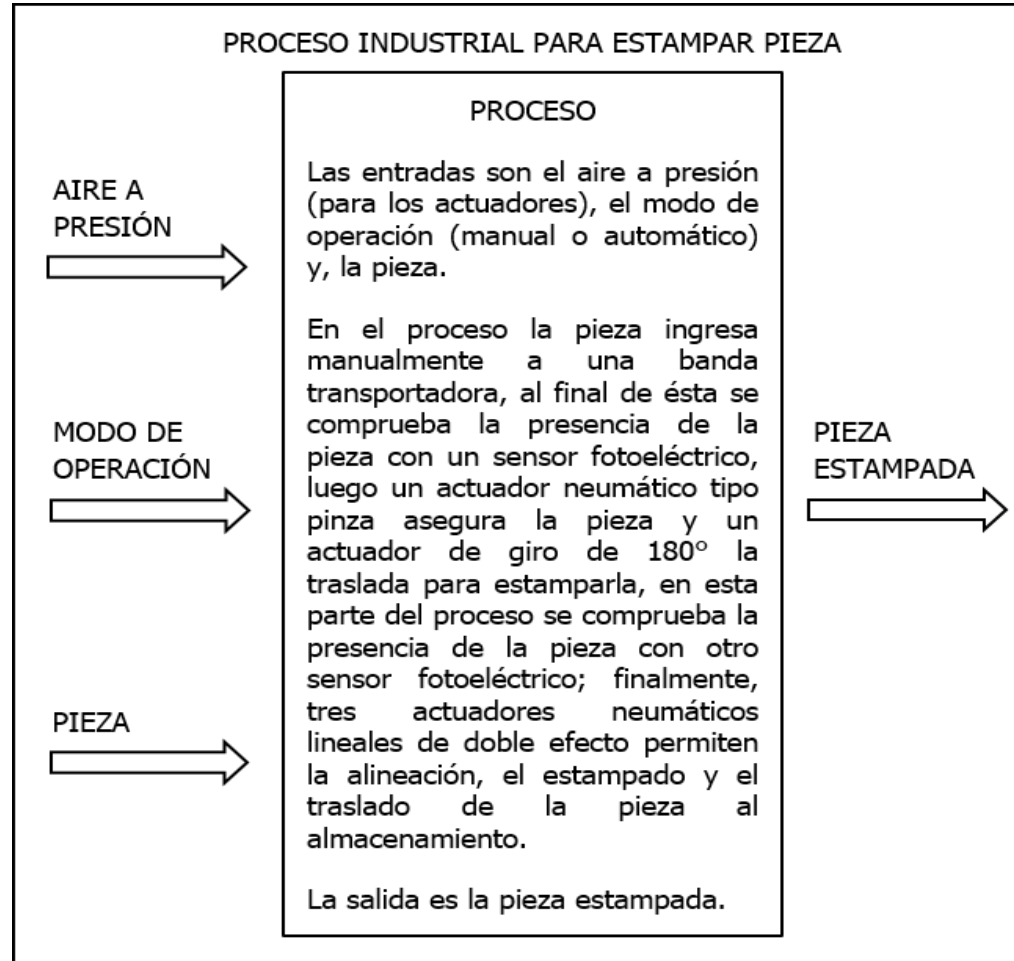 PROCESO INDUSTRIAL PARA ESTAMPAR PIEZA
PROCESO
AIRE A
PRESIÓN
MODO DE
OPERACIÓN
PIEZA
Las entradas son el aire a presión
(para los actuadores), el modo de
operación (manual o automático)
y, la pieza.
En el proceso la pieza ingresa
manualmente a una banda
transportadora, al final de ésta se
comprueba la presencia de la
pieza con un sensor fotoeléctrico,
luego un actuador neumático tipo
pinza asegura la pieza y un
actuador de giro de 180° la
traslada para estamparla, en esta
parte del proceso se comprueba la
presencia de la pieza con otro
sensor fotoeléctrico; finalmente,
tres actuadores neumáticos
lineales de doble efecto permiten
la alineación, el estampado y el
traslado de la pieza al
almacenamiento.
La salida es la pieza estampada.
PIEZA
ESTAMPADA